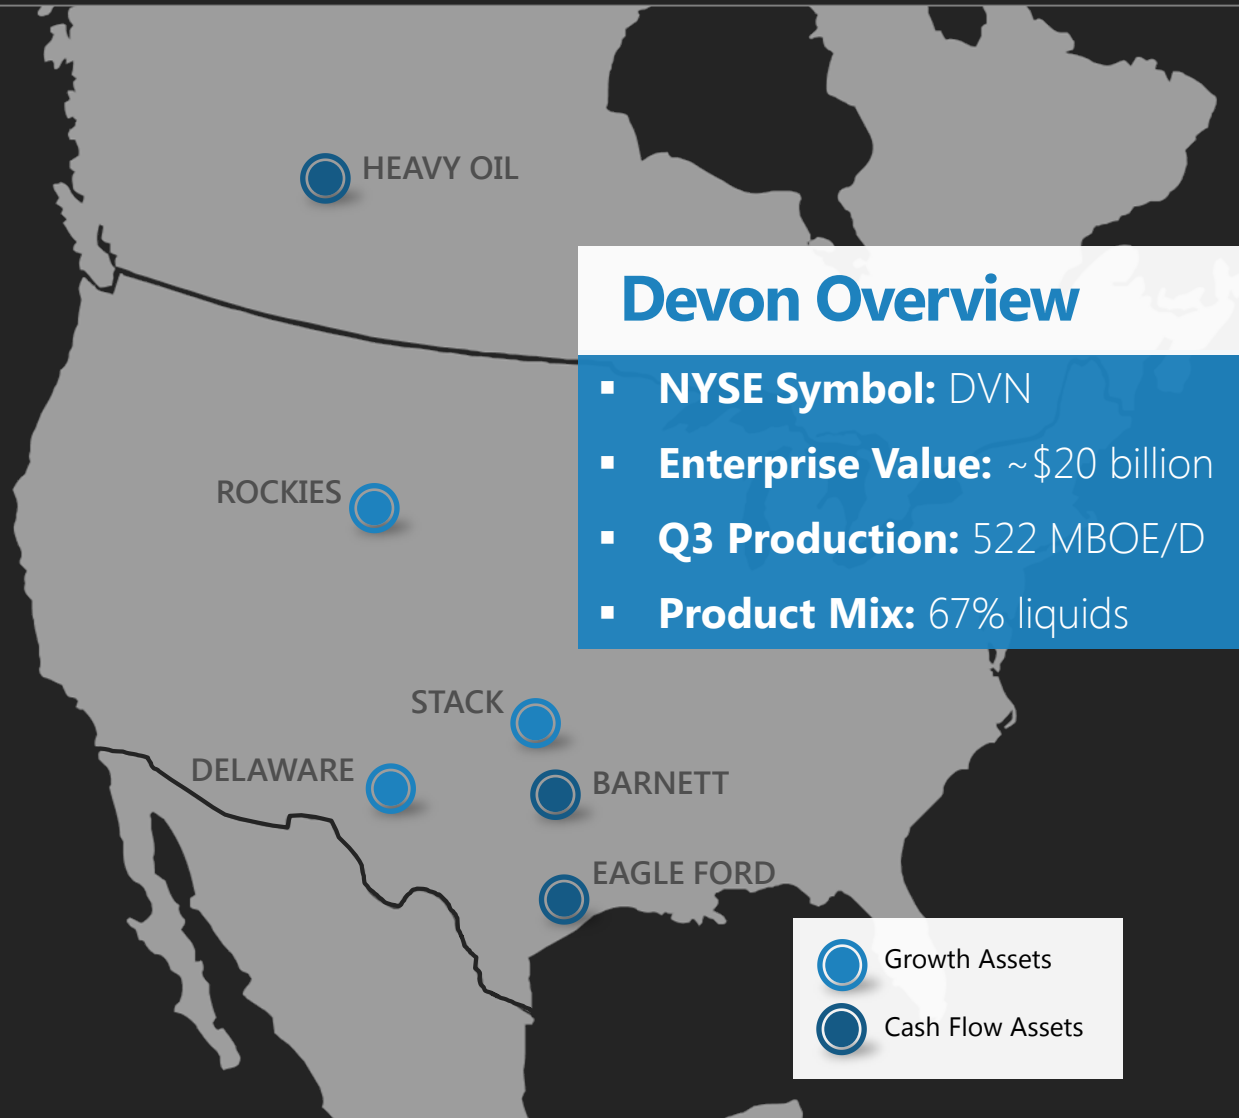 HEAVY OIL
Devon Overview
▪ NYSE Symbol: DVN
▪ Enterprise Value: ~$20 billion
▪ Q3 Production: 522 MBOE/D
▪ Product Mix: 67% liquids
ROCKIES
STACK
DELAWARE
BARNETT
EAGLE FORD
Growth Assets
Cash Flow Assets